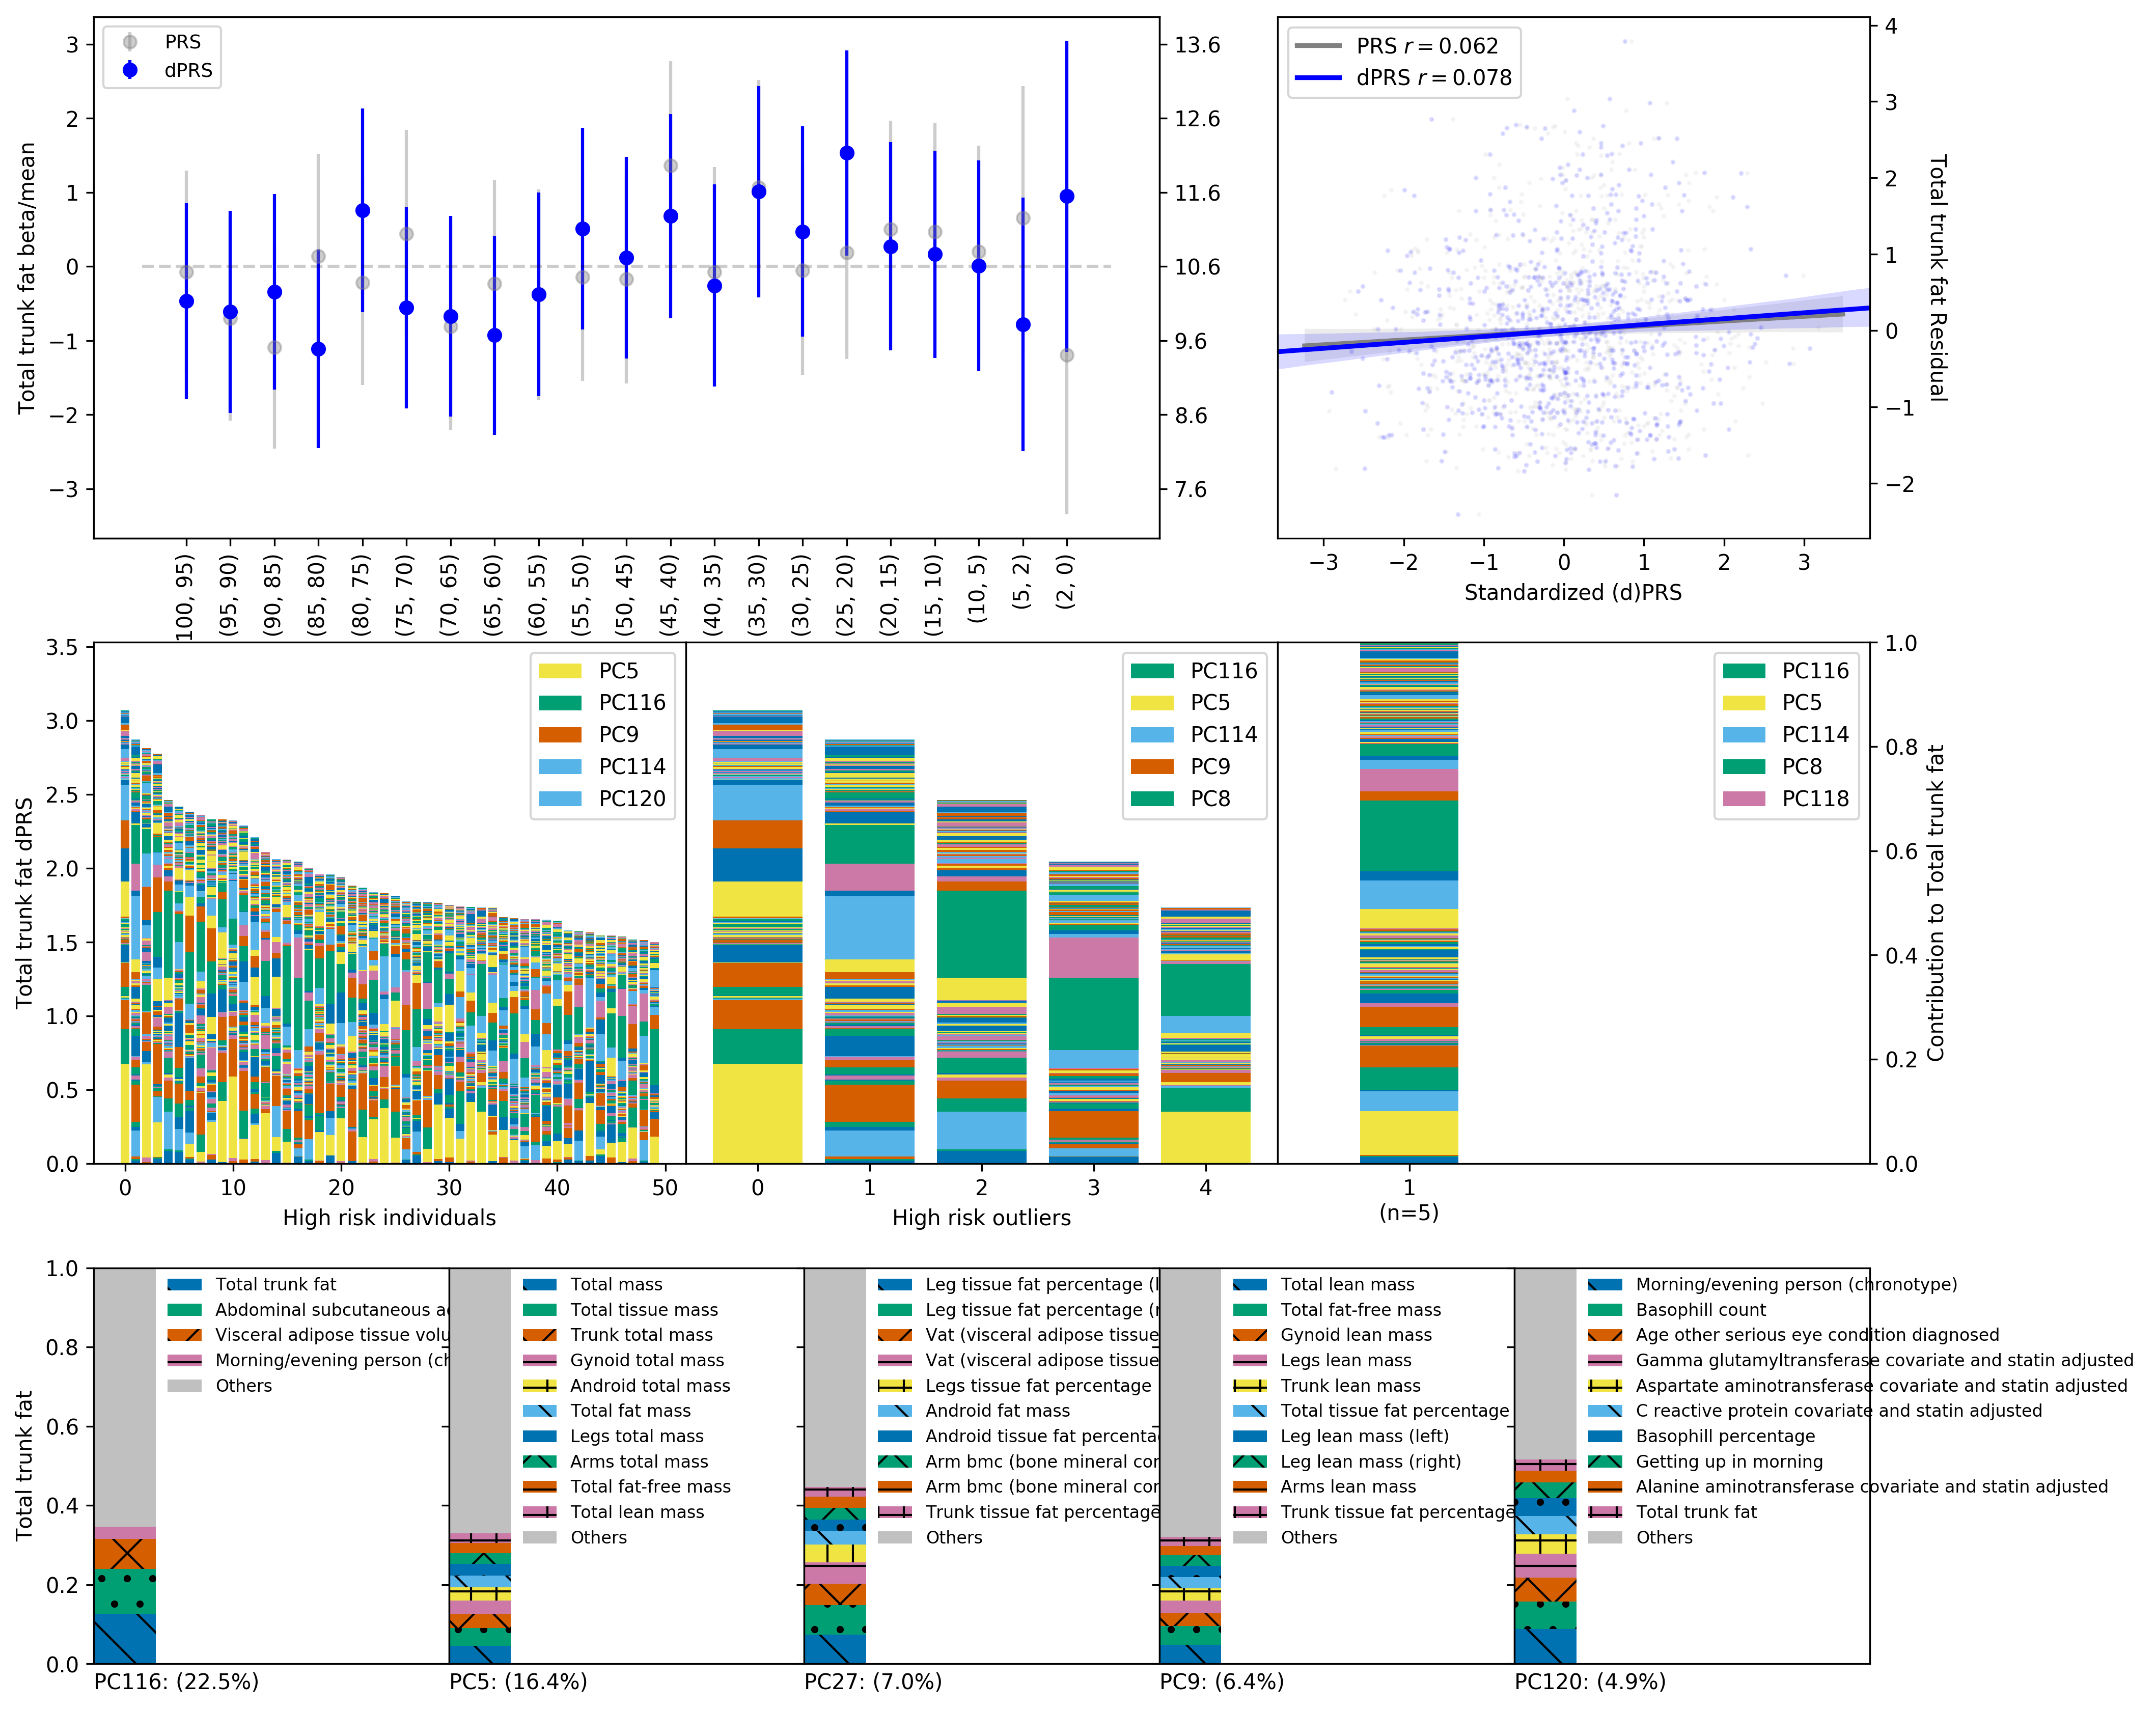 PRS
dPRS
3
2
1
0
−1
−2
−3
Total trunk fat beta/mean
13.6
12.6
11.6
10.6
9.6
8.6
7.6
100, 95)
(95, 90)
(90, 85)
(85, 80)
(80, 75)
(75, 70)
(70, 65)
(65, 60)
(60, 55)
(55, 50)
(50, 45)
(45, 40)
(40, 35)
(35, 30)
(30, 25)
(25, 20)
(20, 15)
(15, 10)
(10, 5)
(5, 2)
(2, 0)
PRS r = 0.062
dPRS r = 0.078
4
3
2
1
0
−1
−2
Total trunk fat Residual
−3 −2 −1 0 1 2 3
Standardized (d)PRS
3.5
3.0
2.5
2.0
1.5
1.0
0.5
0.0
Total trunk fat dPRS
PC5
PC116
PC9
PC114
PC120
0 10 20 30 40 50
High risk individuals
PC116
PC5
PC114
PC9
PC8
0 1 2 3 4
High risk outliers
PC116
PC5
PC114
PC8
PC118
1
(n=5)
1.0
0.8
0.6
0.4
0.2
0.0
Contribution to Total trunk fat
1.0
0.8
0.6
0.4
0.2
0.0
Total trunk fat
Total trunk fat
Abdominal subcutaneous a
Visceral adipose tissue volu
Morning/evening person (ch
Others
PC116: (22.5%)
Total mass
Total tissue mass
Trunk total mass
Gynoid total mass
Android total mass
Total fat mass
Legs total mass
Arms total mass
Total fat-free mass
Total lean mass
Others
PC5: (16.4%)
Leg tissue fat percentage (l
Leg tissue fat percentage (r
Vat (visceral adipose tissue
Vat (visceral adipose tissue
Legs tissue fat percentage
Android fat mass
Android tissue fat percenta
Arm bmc (bone mineral con
Arm bmc (bone mineral con
Trunk tissue fat percentage
Others
PC27: (7.0%)
Total lean mass
Total fat-free mass
Gynoid lean mass
Legs lean mass
Trunk lean mass
Total tissue fat percentage
Leg lean mass (left)
Leg lean mass (right)
Arms lean mass
Trunk tissue fat percentage
Others
PC9: (6.4%)
Morning/evening person (chronotype)
Basophill count
Age other serious eye condition diagnosed
Gamma glutamyltransferase covariate and statin adjusted
Aspartate aminotransferase covariate and statin adjusted
C reactive protein covariate and statin adjusted
Basophill percentage
Getting up in morning
Alanine aminotransferase covariate and statin adjusted
Total trunk fat
Others
PC120: (4.9%)